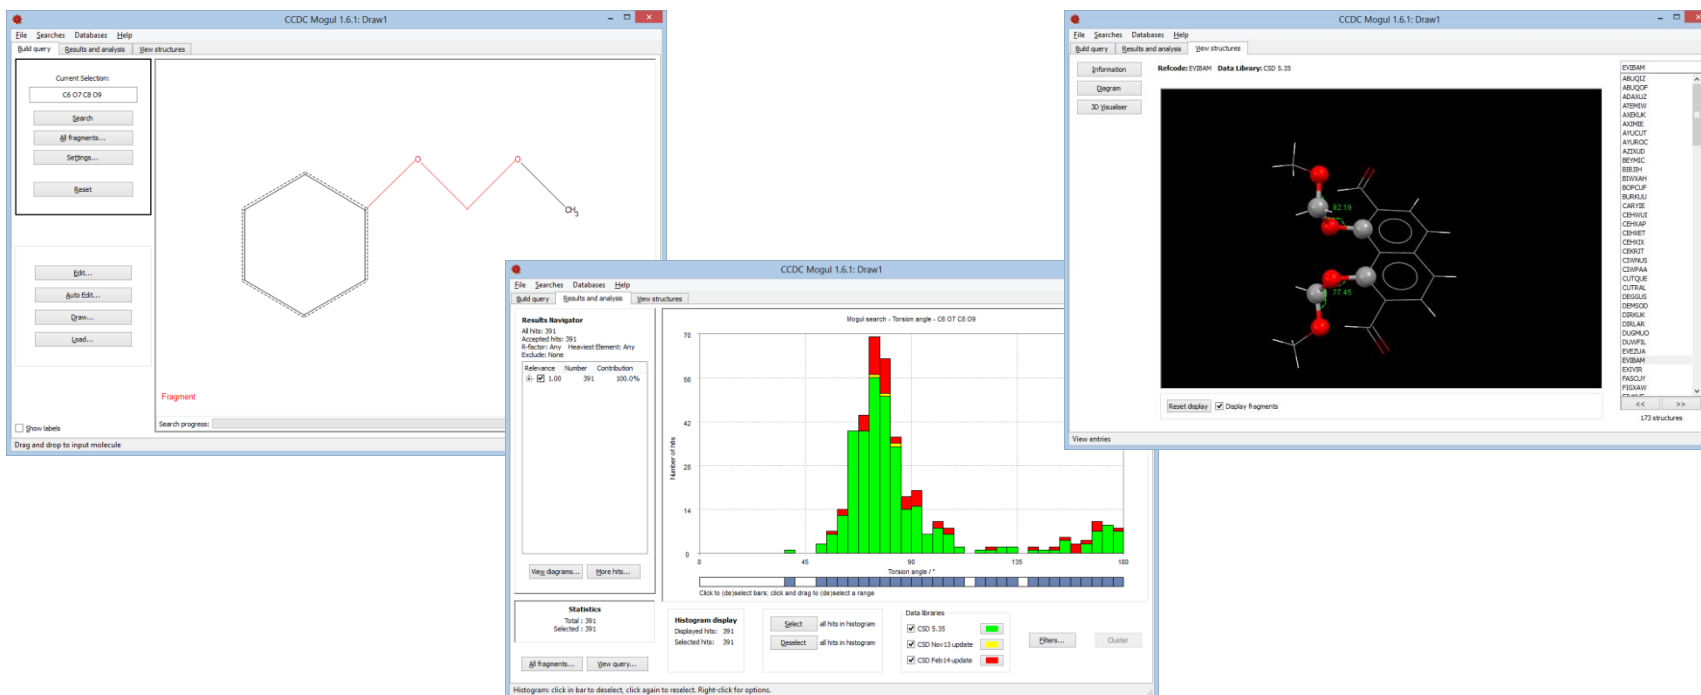 CCDC Mogul 1.6.1: Draw1
File Searches Databases Help
Build query Results and analysis View structures
Current Selection:
C6 O7 C8 O9
Search
All fragments...
Settings...
Reset
Edit...
Auto Edit...
Draw...
Load...
Show labels
O
O
CH3
Fragment
Search progress:
Drag and drop to input molecule
CCDC Mogul 1.6.1: Draw1
File Searches Databases Help
Build query Results and analysis View structures
Results Navigator
All hits: 391
Accepted hits: 391
R-factor: Any Heaviest Element: Any
Exclude: None
Relevance Number Contribution
1.00 391 100.0%
View diagrams... More hits...
Statistics
Total : 391
Selected : 391
All fragments... View query...
Mogul search - Torsion angle - C6 O7 C8 O9
Number of hits
70
56
42
28
14
0
0 45 90 135 180
Torsion angle / °
Click to (de)select bars; click and drag to (de)select a range
Histogram display
Displayed hits: 391
Selected hits: 391
Select all hits in histogram
Deselect all hits in histogram
Data libraries
CSD 5.35
CSD Nov13 update
CSD Feb14 update
Filters...
Cluster
Histogram: click in bar to deselect, click again to reselect. Right-click for options.
CCDC Mogul 1.6.1: Draw1
File Searches Databases Help
Build query Results and analysis View structures
Information
Diagram
3D Visualiser
Refcode: EVIBAM Data Library: CSD 5.35
82.19
77.45
Reset display Display fragments
EVIBAM
ABUQIZ
ABUQOF
ADAXUZ
ATEMIW
AXEKUK
AXIMIE
AYUCUT
AYUROC
AZIXUD
BEYMIC
BIBJIH
BIWXAH
BOPCUF
BURKUU
CARYIE
CEHWUI
CEHXAP
CEHXET
CEHXIX
CEKRIT
CIWNUS
CIWPAA
CUTQUE
CUTRAL
DEGGUS
DEMSOD
DIRKUK
DIRLAR
DUGMUO
DUWFIL
EVEZUA
EVIBAM
EXIVIR
FASCUY
FIGXAW
<< >>
173 structures
View entries